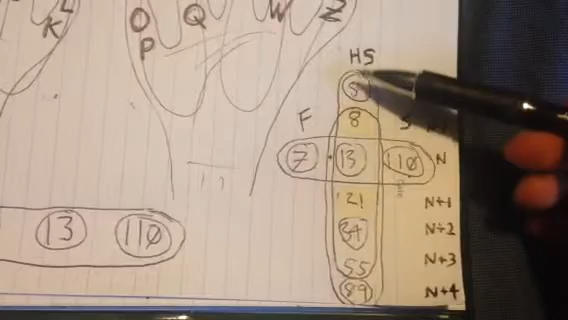 L
K
O Q W Z
P
HS
5
F 8 S
7 13 110 N
21 N+1
34 N+2
13 110
55 N+3
89 N+4